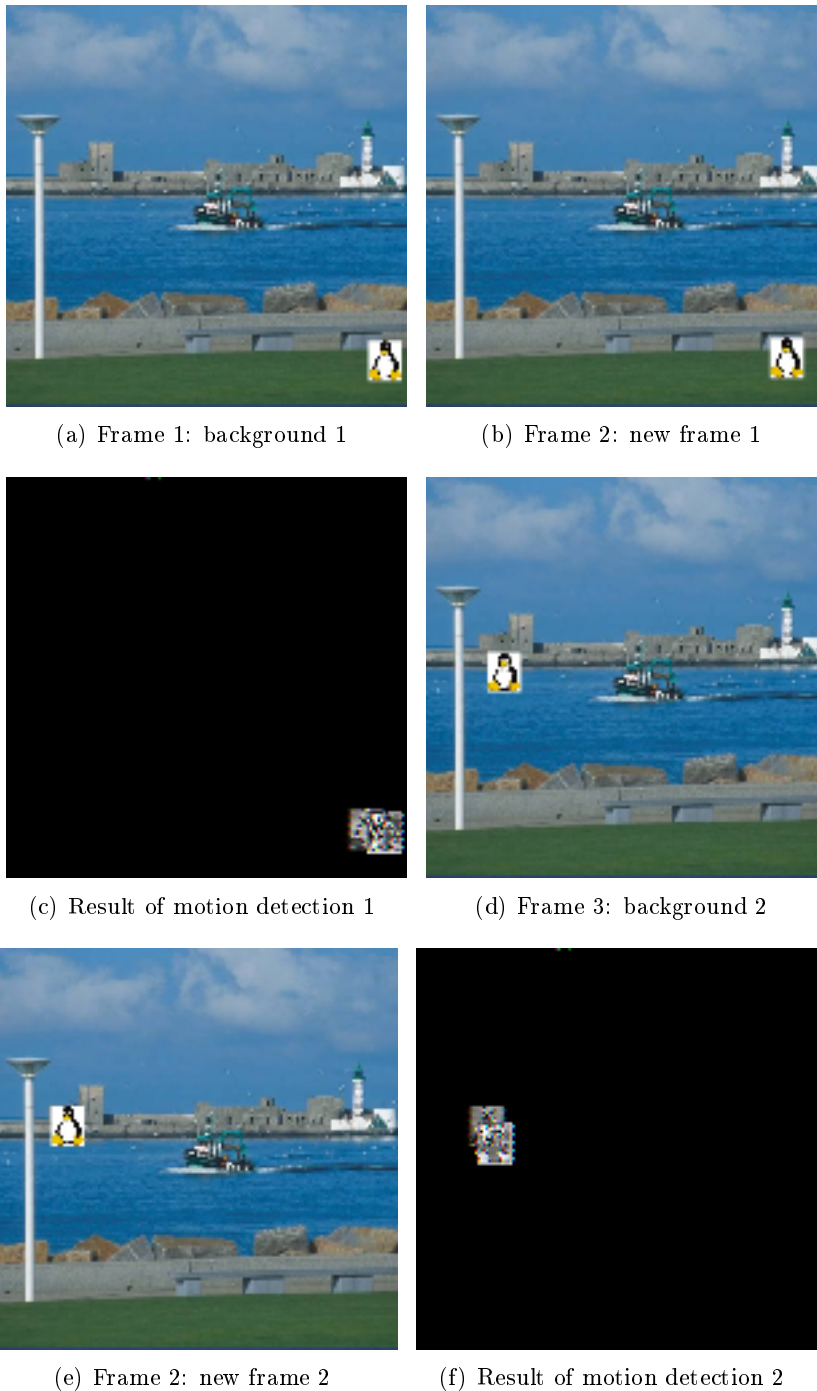 (a) Frame 1: background 1
(b) Frame 2: new frame 1
(c) Result of motion detection 1
(d) Frame 3: background 2
(e) Frame 2: new frame 2
(f) Result of motion detection 2